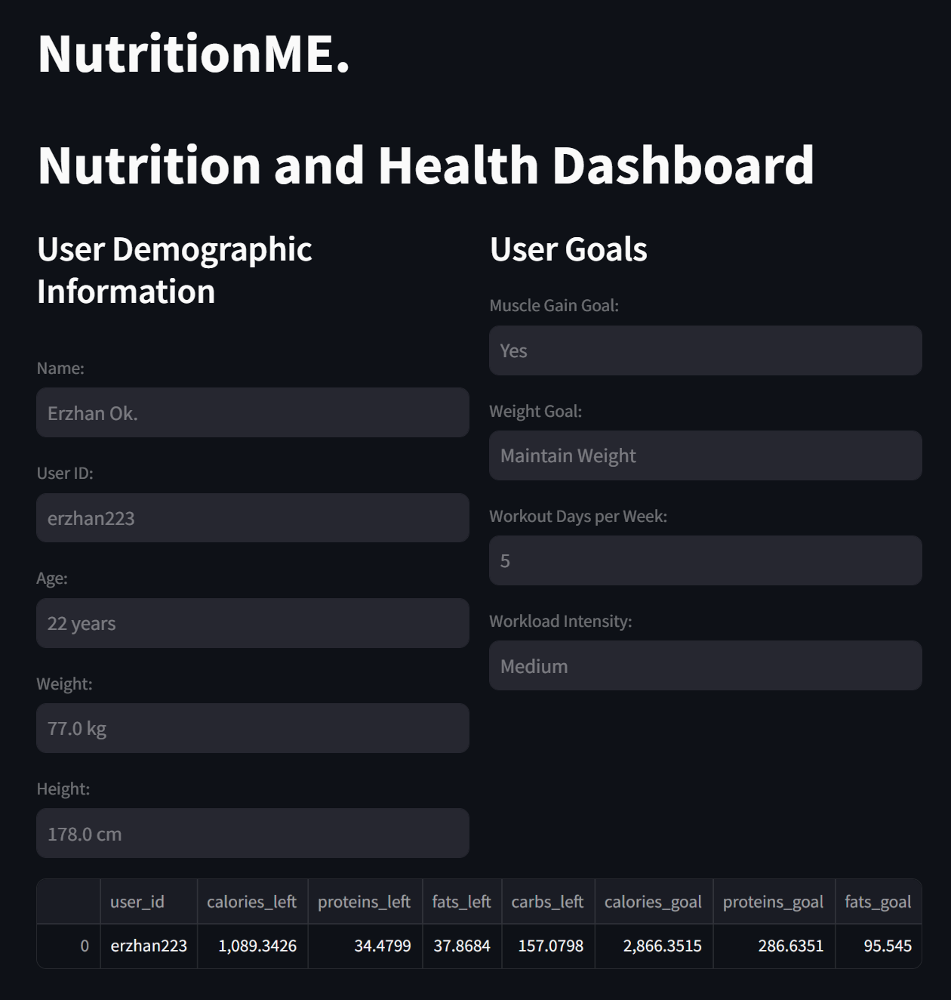 NutritionME.
Nutrition and Health Dashboard
User Demographic
Information
Name:
Erzhan Ok.
User ID:
erzhan223
Age:
22 years
Weight:
77.0 kg
Height:
178.0 cm
User Goals
Muscle Gain Goal:
Yes
Weight Goal:
Maintain Weight
Workout Days per Week:
5
Workload Intensity:
Medium
user_id calories_left proteins_left fats_left carbs_left calories_goal proteins_goal fats_goal
0 erzhan223 1,089.3426 34.4799 37.8684 157.0798 2,866.3515 286.6351 95.545